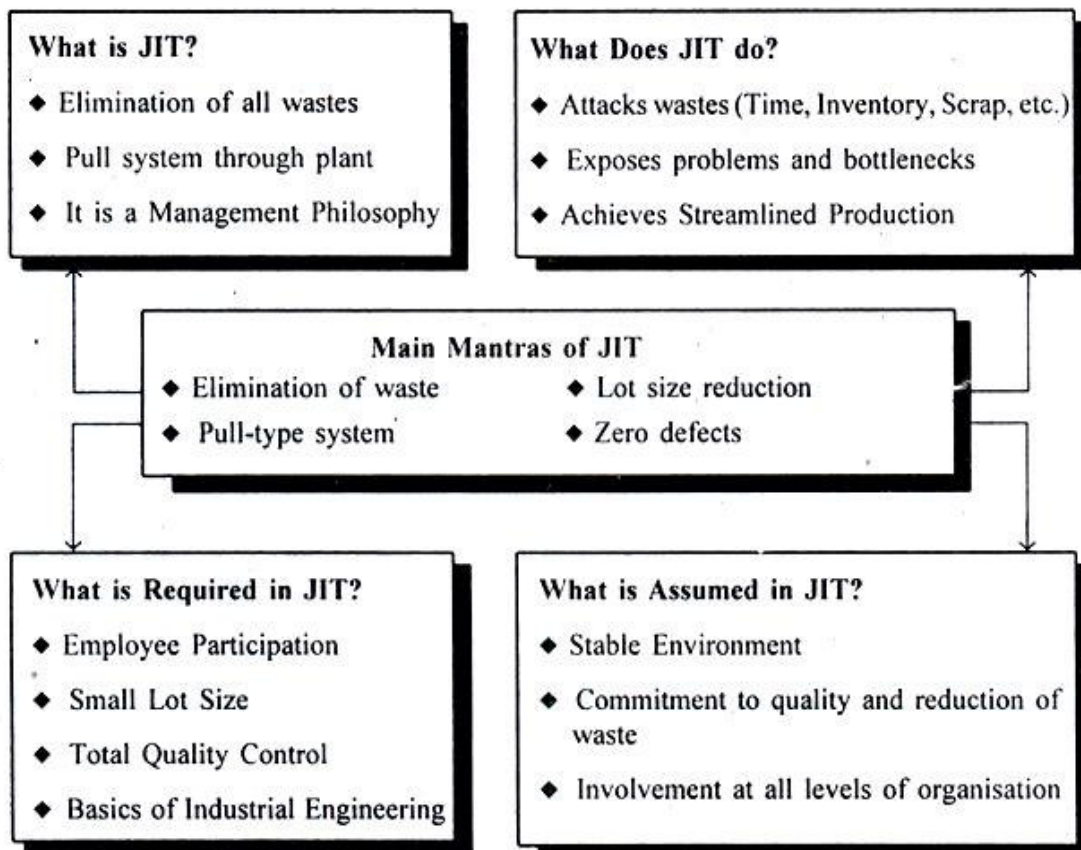 What is JIT?
◆ Elimination of all wastes
◆ Pull system through plant
◆ It is a Management Philosophy
What Does JIT do?
◆ Attacks wastes (Time, Inventory, Scrap, etc.)
◆ Exposes problems and bottlenecks
◆ Achieves Streamlined Production
Main Mantras of JIT
◆ Elimination of waste ◆ Lot size reduction
◆ Pull-type system ◆ Zero defects
What is Required in JIT?
◆ Employee Participation
◆ Small Lot Size
◆ Total Quality Control
◆ Basics of Industrial Engineering
What is Assumed in JIT?
◆ Stable Environment
◆ Commitment to quality and reduction of
waste
◆ Involvement at all levels of organisation